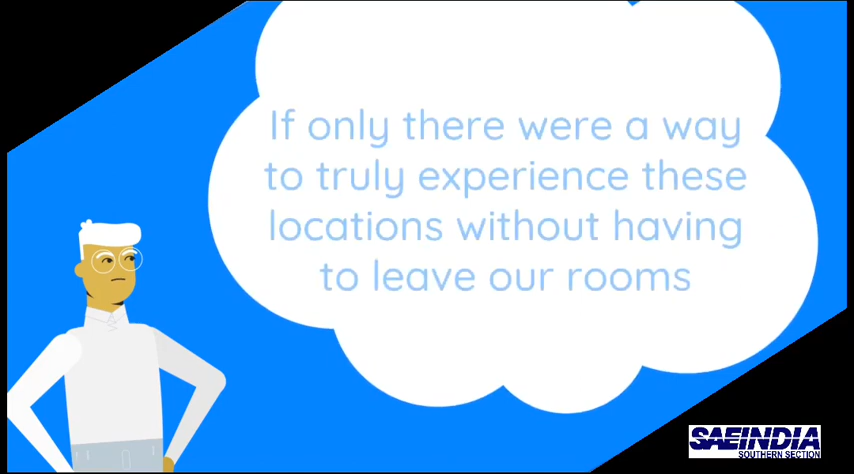 If only there were a way
to truly experience these
locations without having
to leave our rooms
SAEINDIA
SOUTHERN SECTION